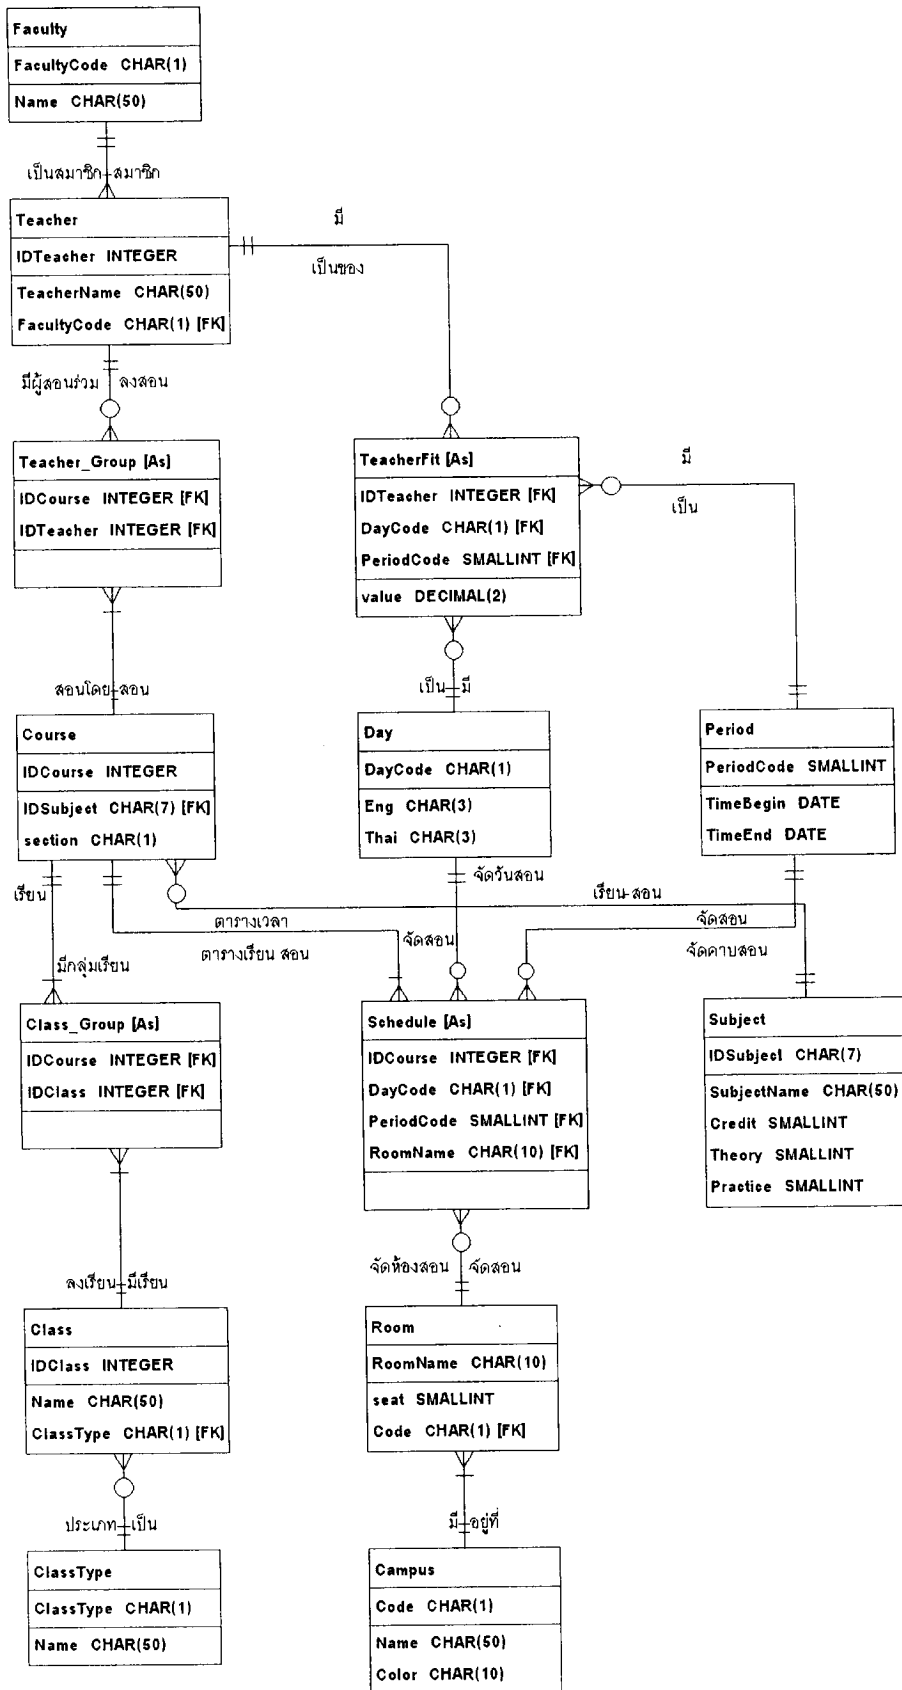 Faculty
FacultyCode CHAR(1)
Name CHAR(50)
เป็นสมาชิก สมาชิก
Teacher
IDTeacher INTEGER
TeacherName CHAR(50)
FacultyCode CHAR(1) [FK]
มี
เป็นของ
มีผู้สอนร่วม ลงสอน
Teacher_Group [As]
IDCourse INTEGER [FK]
IDTeacher INTEGER [FK]
TeacherFit [As]
IDTeacher INTEGER [FK]
DayCode CHAR(1) [FK]
PeriodCode SMALLINT [FK]
value DECIMAL(2)
มี
เป็น
สอนโดย สอน
เป็น มี
Course
IDCourse INTEGER
IDSubject CHAR(7) [FK]
section CHAR(1)
Day
DayCode CHAR(1)
Eng CHAR(3)
Thai CHAR(3)
Period
PeriodCode SMALLINT
TimeBegin DATE
TimeEnd DATE
เรียน
จัดวันสอน
เรียน-สอน
ตารางเวลา
ตารางเรียน สอน
จัดสอน
จัดสอน
จัดคาบสอน
มีกลุ่มเรียน
Class_Group [As]
IDCourse INTEGER [FK]
IDClass INTEGER [FK]
Schedule [As]
IDCourse INTEGER [FK]
DayCode CHAR(1) [FK]
PeriodCode SMALLINT [FK]
RoomName CHAR(10) [FK]
Subject
IDSubject CHAR(7)
SubjectName CHAR(50)
Credit SMALLINT
Theory SMALLINT
Practice SMALLINT
ลงเรียน มีเรียน
จัดห้องสอน จัดสอน
Class
IDClass INTEGER
Name CHAR(50)
ClassType CHAR(1) [FK]
Room
RoomName CHAR(10)
seat SMALLINT
Code CHAR(1) [FK]
ประเภท เป็น
มี อยู่ที่
ClassType
ClassType CHAR(1)
Name CHAR(50)
Campus
Code CHAR(1)
Name CHAR(50)
Color CHAR(10)